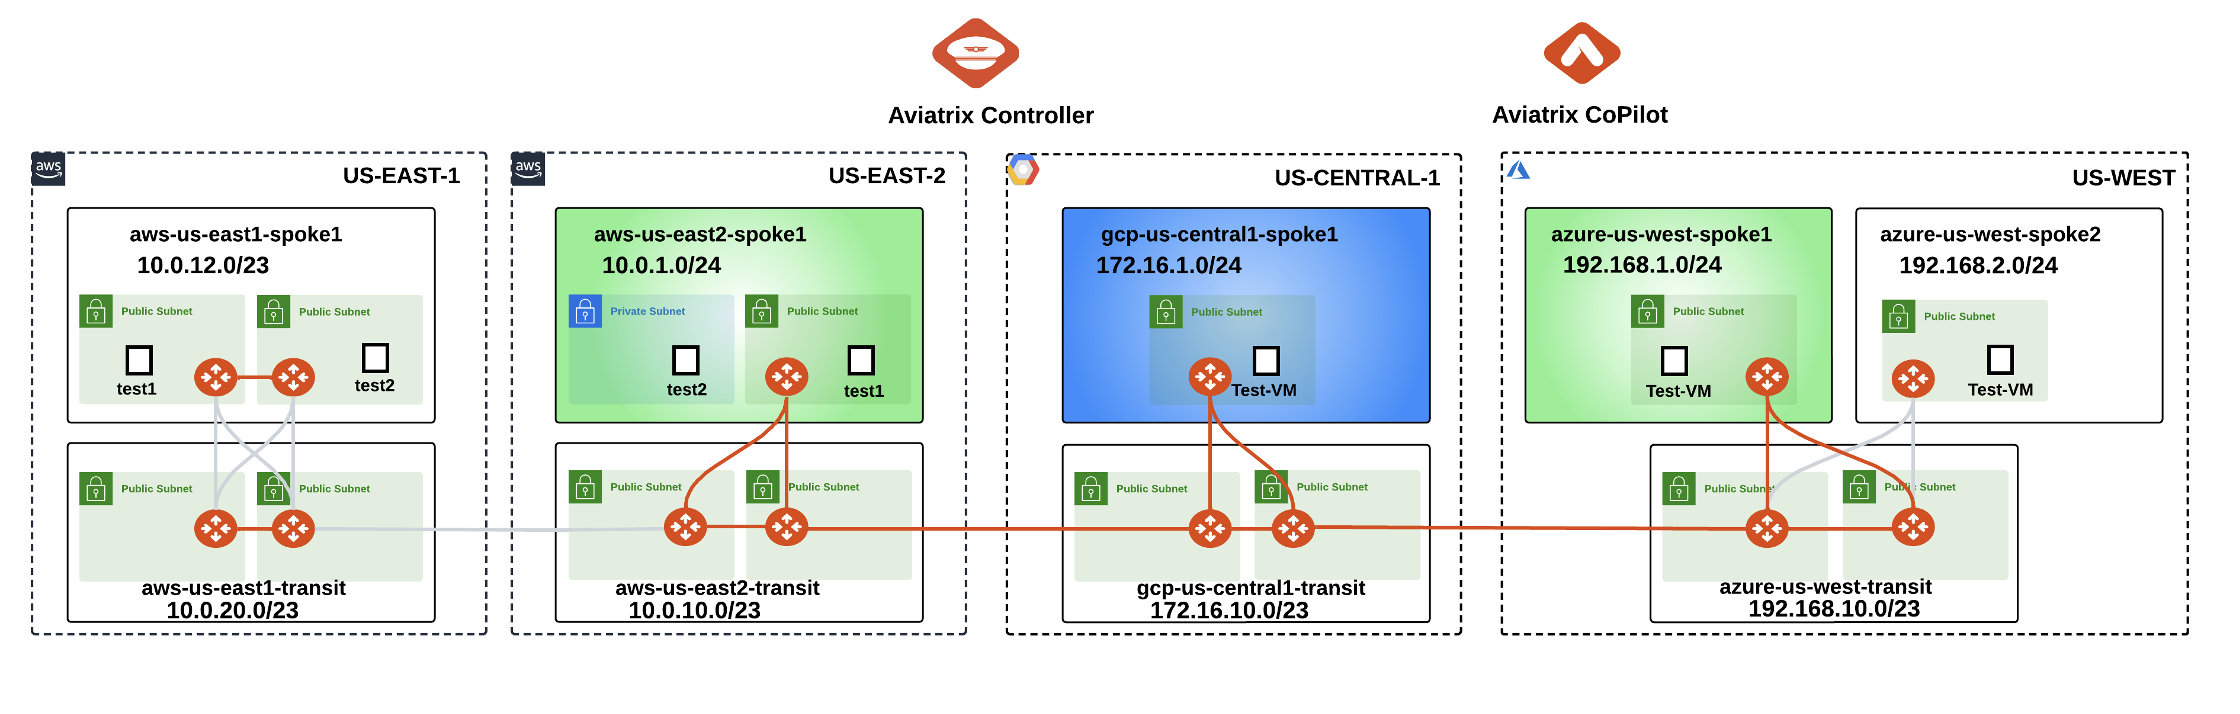 Aviatrix Controller
Aviatrix CoPilot
aws
US-EAST-1
aws-us-east1-spoke1
10.0.12.0/23
Public Subnet
Public Subnet
test1
test2
Public Subnet
Public Subnet
aws-us-east1-transit
10.0.20.0/23
aws
US-EAST-2
aws-us-east2-spoke1
10.0.1.0/24
Private Subnet
Public Subnet
test2
test1
Public Subnet
Public Subnet
aws-us-east2-transit
10.0.10.0/23
US-CENTRAL-1
gcp-us-central1-spoke1
172.16.1.0/24
Public Subnet
Test-VM
Public Subnet
Public Subnet
gcp-us-central1-transit
172.16.10.0/23
US-WEST
azure-us-west-spoke1
192.168.1.0/24
Public Subnet
Test-VM
azure-us-west-spoke2
192.168.2.0/24
Public Subnet
Test-VM
Public Subnet
Public Subnet
azure-us-west-transit
192.168.10.0/23